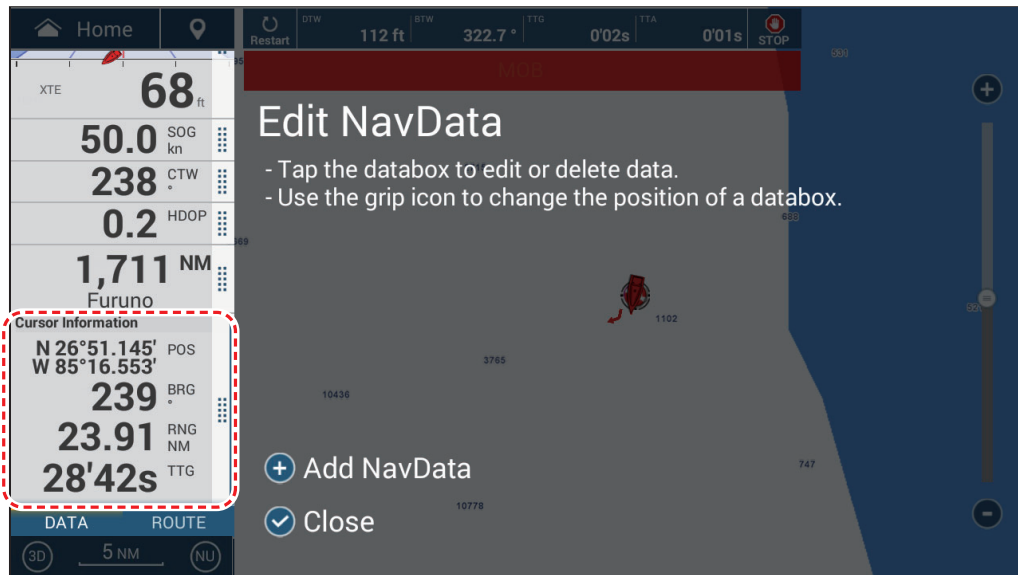 Home
Restart
DTW
112 ft
BTW
322.7 °
TTG
0'02s
TTA
0'01s
STOP
MOB
XTE
68 ft
50.0 SOG kn
238 CTW °
0.2 HDOP
1,711 NM
Furuno
Cursor Information
N 26°51.145' POS
W 85°16.553'
239 BRG °
23.91 RNG NM
28'42s TTG
DATA ROUTE
3D 5 NM NU
Edit NavData
- Tap the databox to edit or delete data.
- Use the grip icon to change the position of a databox.
Add NavData
Close
531
688
1102
3765
10436
747
10778